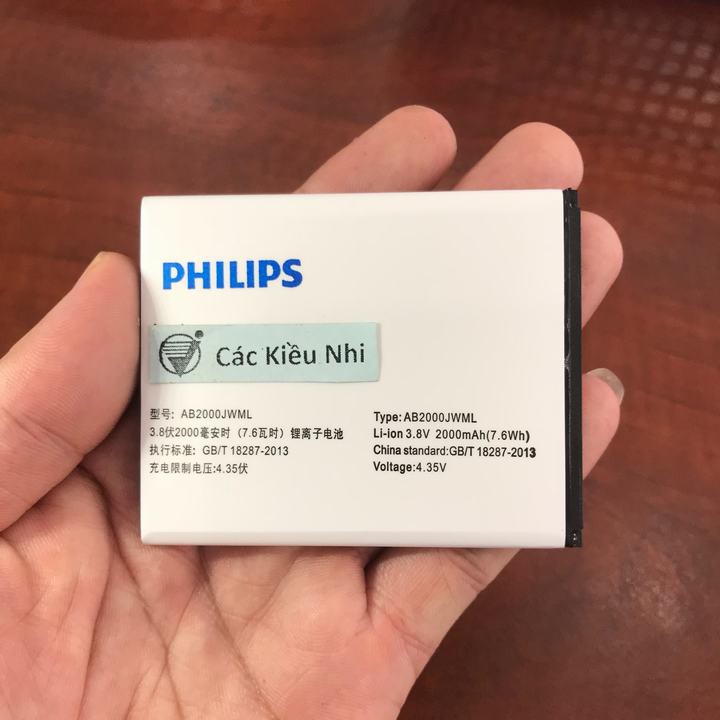 PHILIPS
Các Kiều Nhi
型号: AB2000JWML
3.8伏2000毫安时（7.6瓦时）锂离子电池
执行标准: GB/T 18287-2013
充电限制电压:4.35伏
Type: AB2000JWML
Li-ion 3.8V 2000mAh(7.6Wh)
China standard:GB/T 18287-2013
Voltage:4.35V